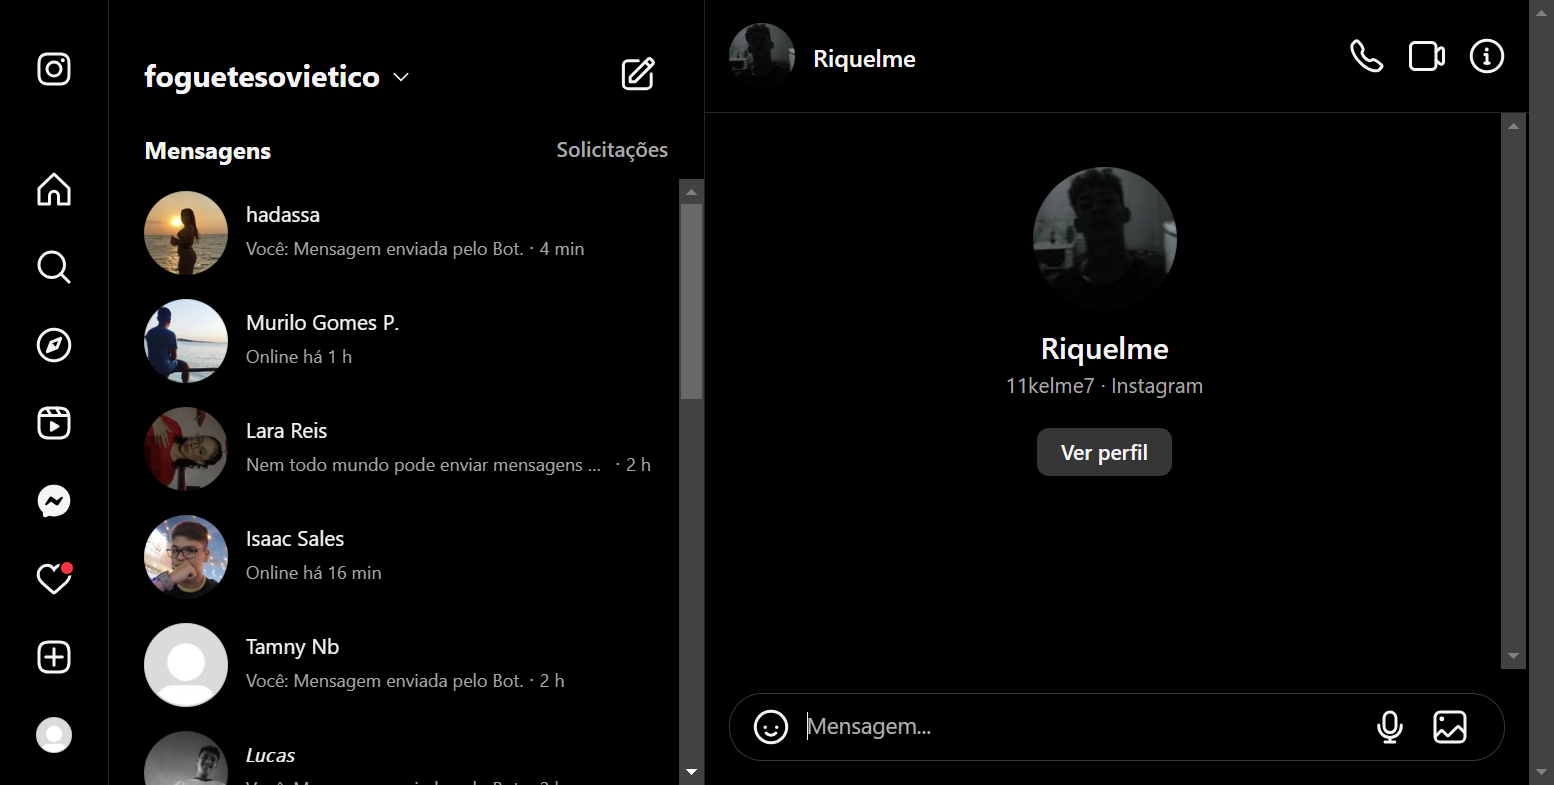 foguetesovietico
Mensagens
Solicitações
hadassa
Você: Mensagem enviada pelo Bot. · 4 min
Murilo Gomes P.
Online há 1 h
Lara Reis
Nem todo mundo pode enviar mensagens ... · 2 h
Isaac Sales
Online há 16 min
Tamny Nb
Você: Mensagem enviada pelo Bot. · 2 h
Lucas
Riquelme
Riquelme
11kelme7 · Instagram
Ver perfil
Mensagem...